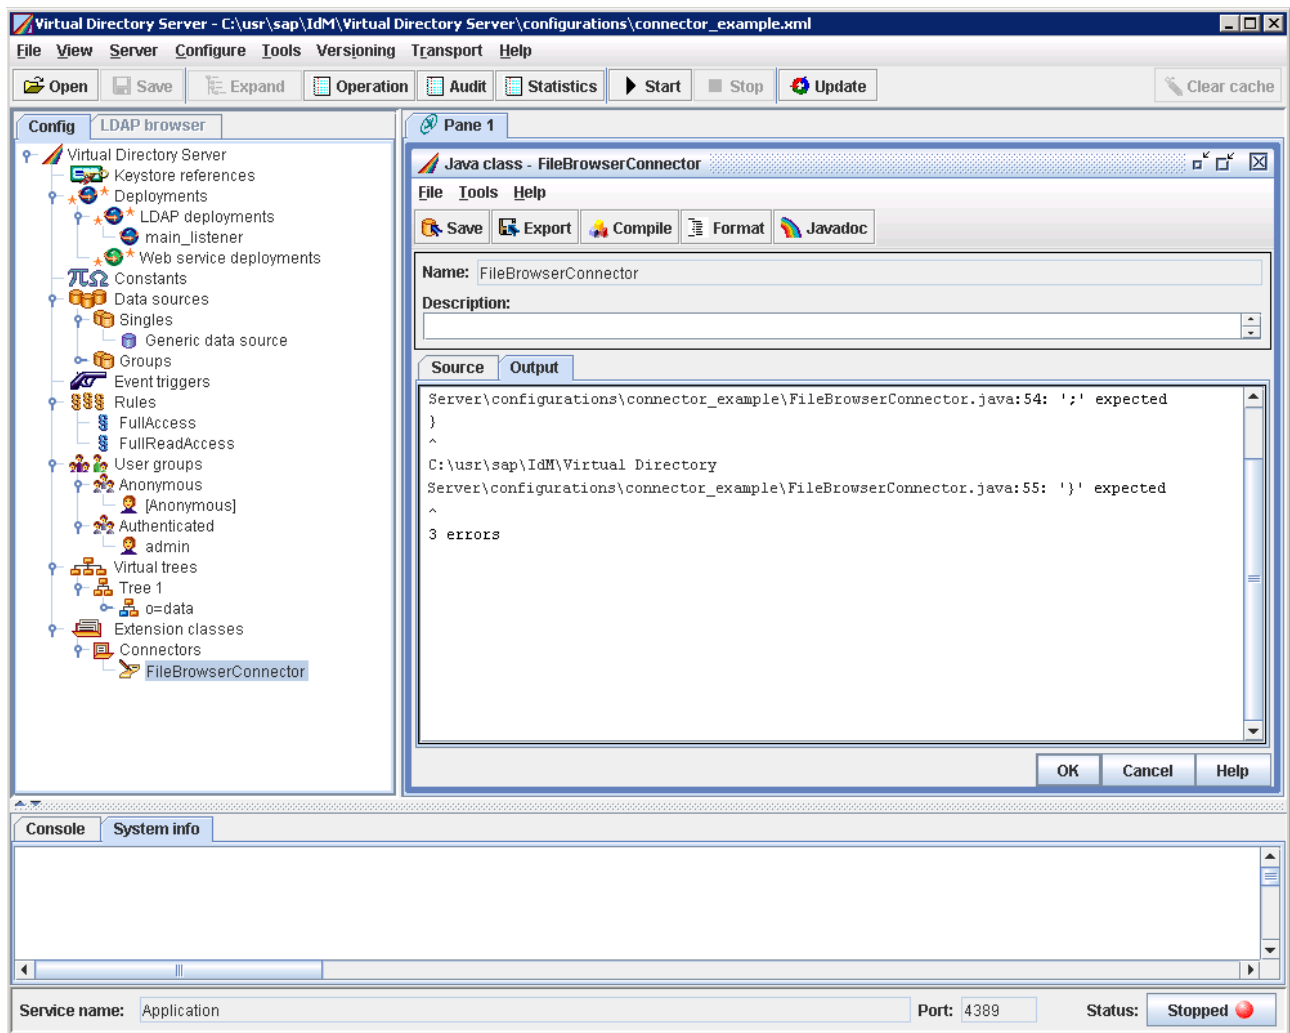 Virtual Directory Server - C:\usr\sap\IdM\Virtual Directory Server\configurations\connector_example.xml
File View Server Configure Tools Versioning Transport Help
Open Save Expand Operation Audit Statistics Start Stop Update Clear cache
Config LDAP browser
Virtual Directory Server
Keystore references
Deployments
LDAP deployments
main_listener
Web service deployments
Constants
Data sources
Singles
Generic data source
Groups
Event triggers
Rules
FullAccess
FullReadAccess
User groups
Anonymous
[Anonymous]
Authenticated
admin
Virtual trees
Tree 1
o=data
Extension classes
Connectors
FileBrowserConnector
Pane 1
Java class - FileBrowserConnector
File Tools Help
Save Export Compile Format Javadoc
Name: FileBrowserConnector
Description:
Source Output
Server\configurations\connector_example\FileBrowserConnector.java:54: ';' expected
}
^
C:\usr\sap\IdM\Virtual Directory
Server\configurations\connector_example\FileBrowserConnector.java:55: '}' expected
^
3 errors
OK Cancel Help
Console System info
Service name: Application Port: 4389 Status: Stopped